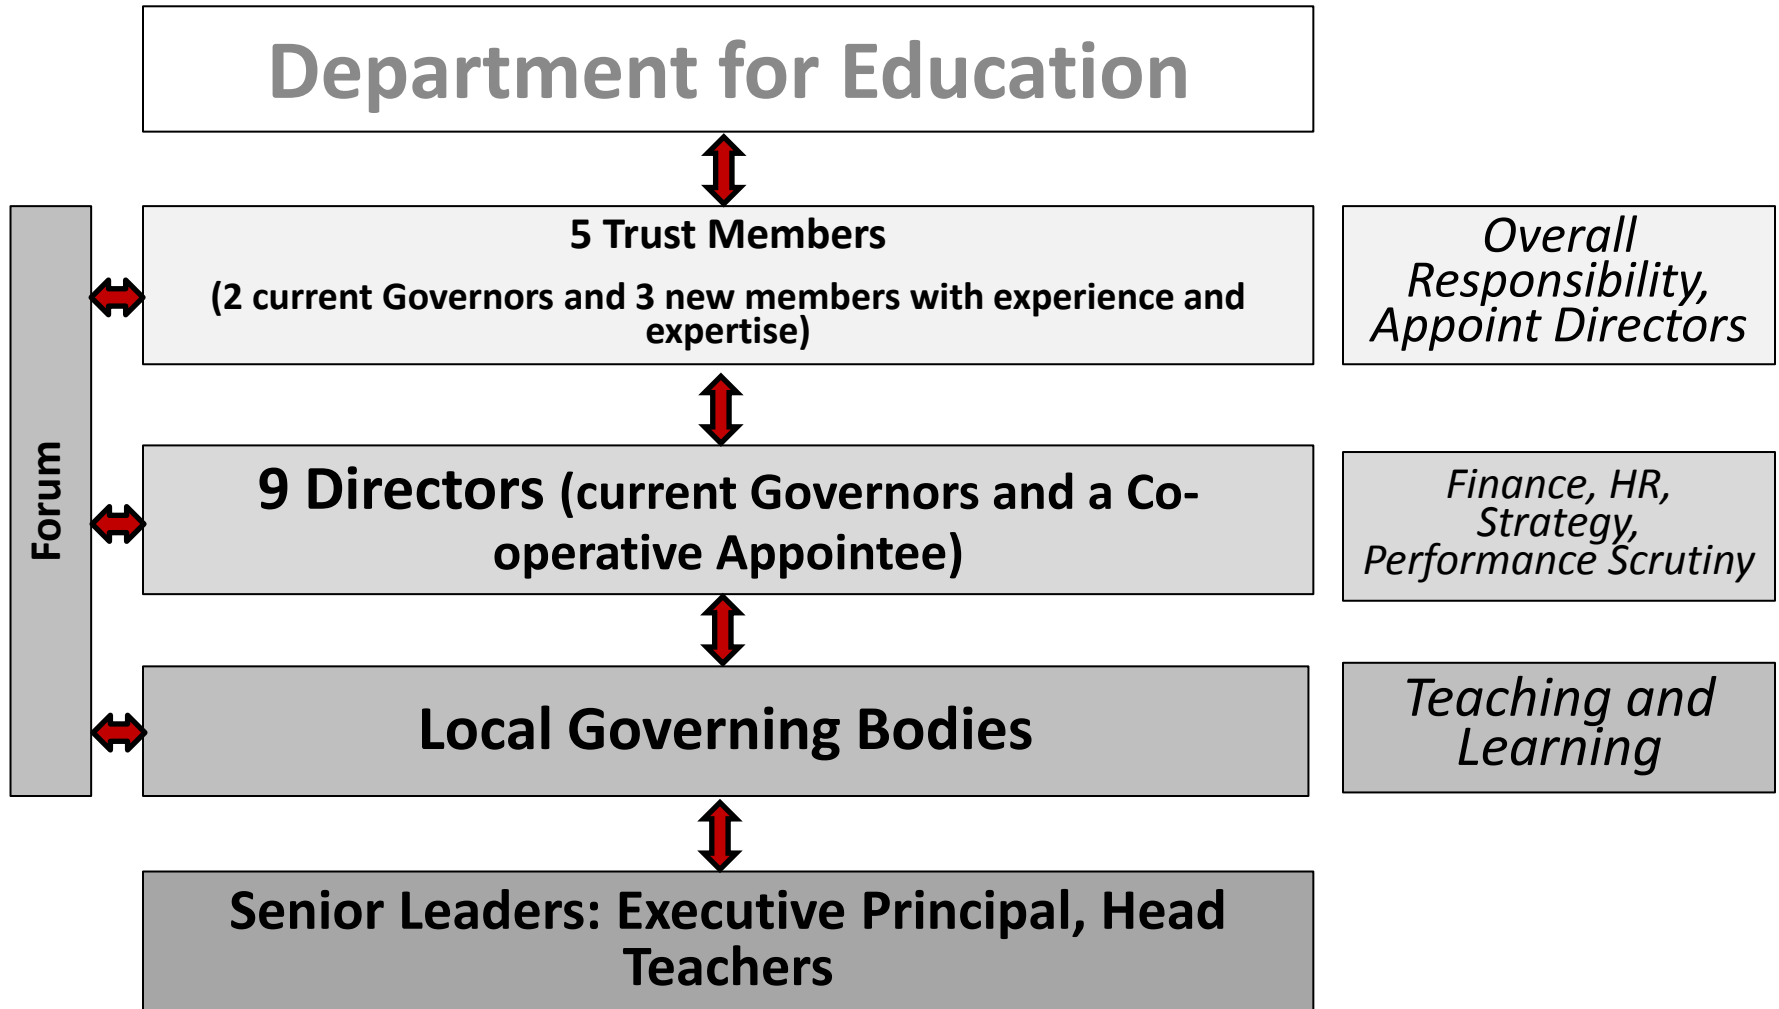 Department for Education
5 Trust Members
(2 current Governors and 3 new members with experience and
expertise)
Overall
Responsibility,
Appoint Directors
Forum
9 Directors (current Governors and a Co-
operative Appointee)
Finance, HR,
Strategy,
Performance Scrutiny
Local Governing Bodies
Teaching and
Learning
Senior Leaders: Executive Principal, Head
Teachers